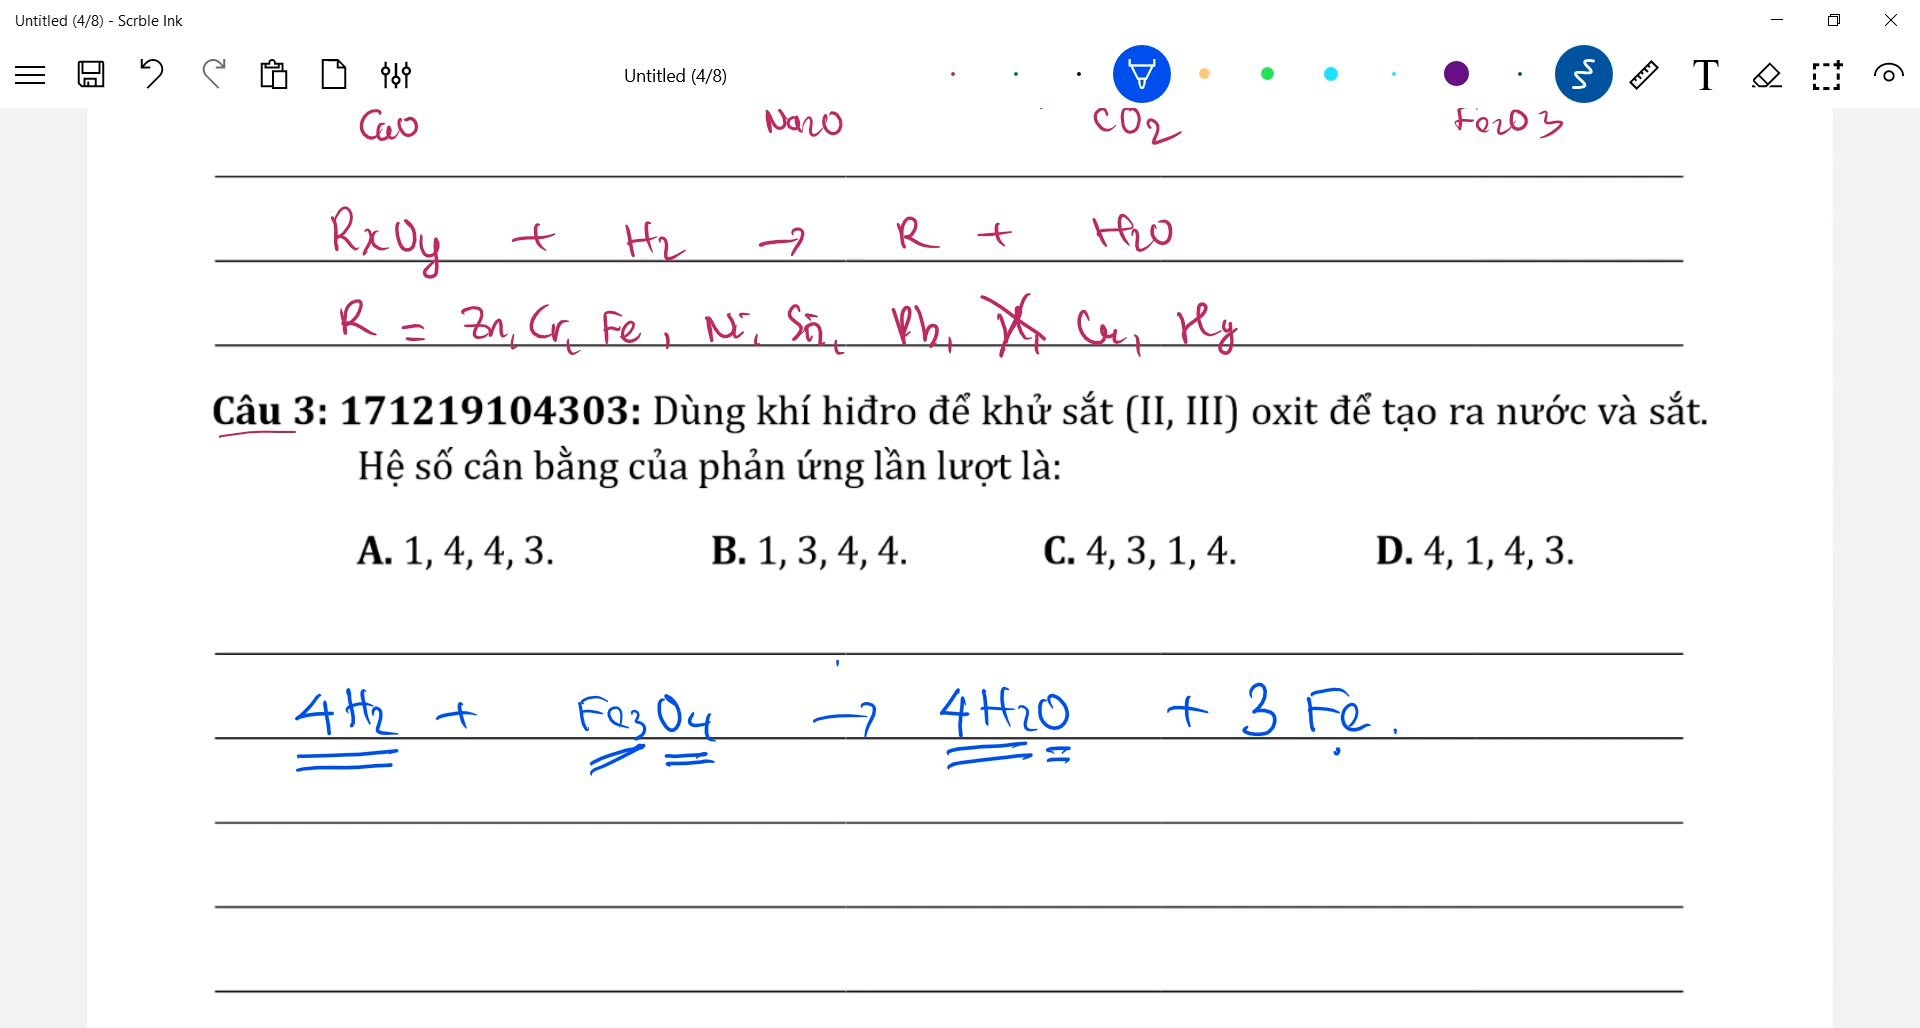 Untitled (4/8) - Scrble Ink
Untitled (4/8)
T
CaO Na2O CO2 Fe2O3
RxOy + H2 → R + H2O
R = Zn, Cr, Fe, Ni, Sn, Pb, H, Cu, Hg
Câu 3: 171219104303: Dùng khí hiđro để khử sắt (II, III) oxit để tạo ra nước và sắt.
Hệ số cân bằng của phản ứng lần lượt là:
A. 1, 4, 4, 3. B. 1, 3, 4, 4. C. 4, 3, 1, 4. D. 4, 1, 4, 3.
4H2 + Fe3O4 → 4H2O + 3 Fe.